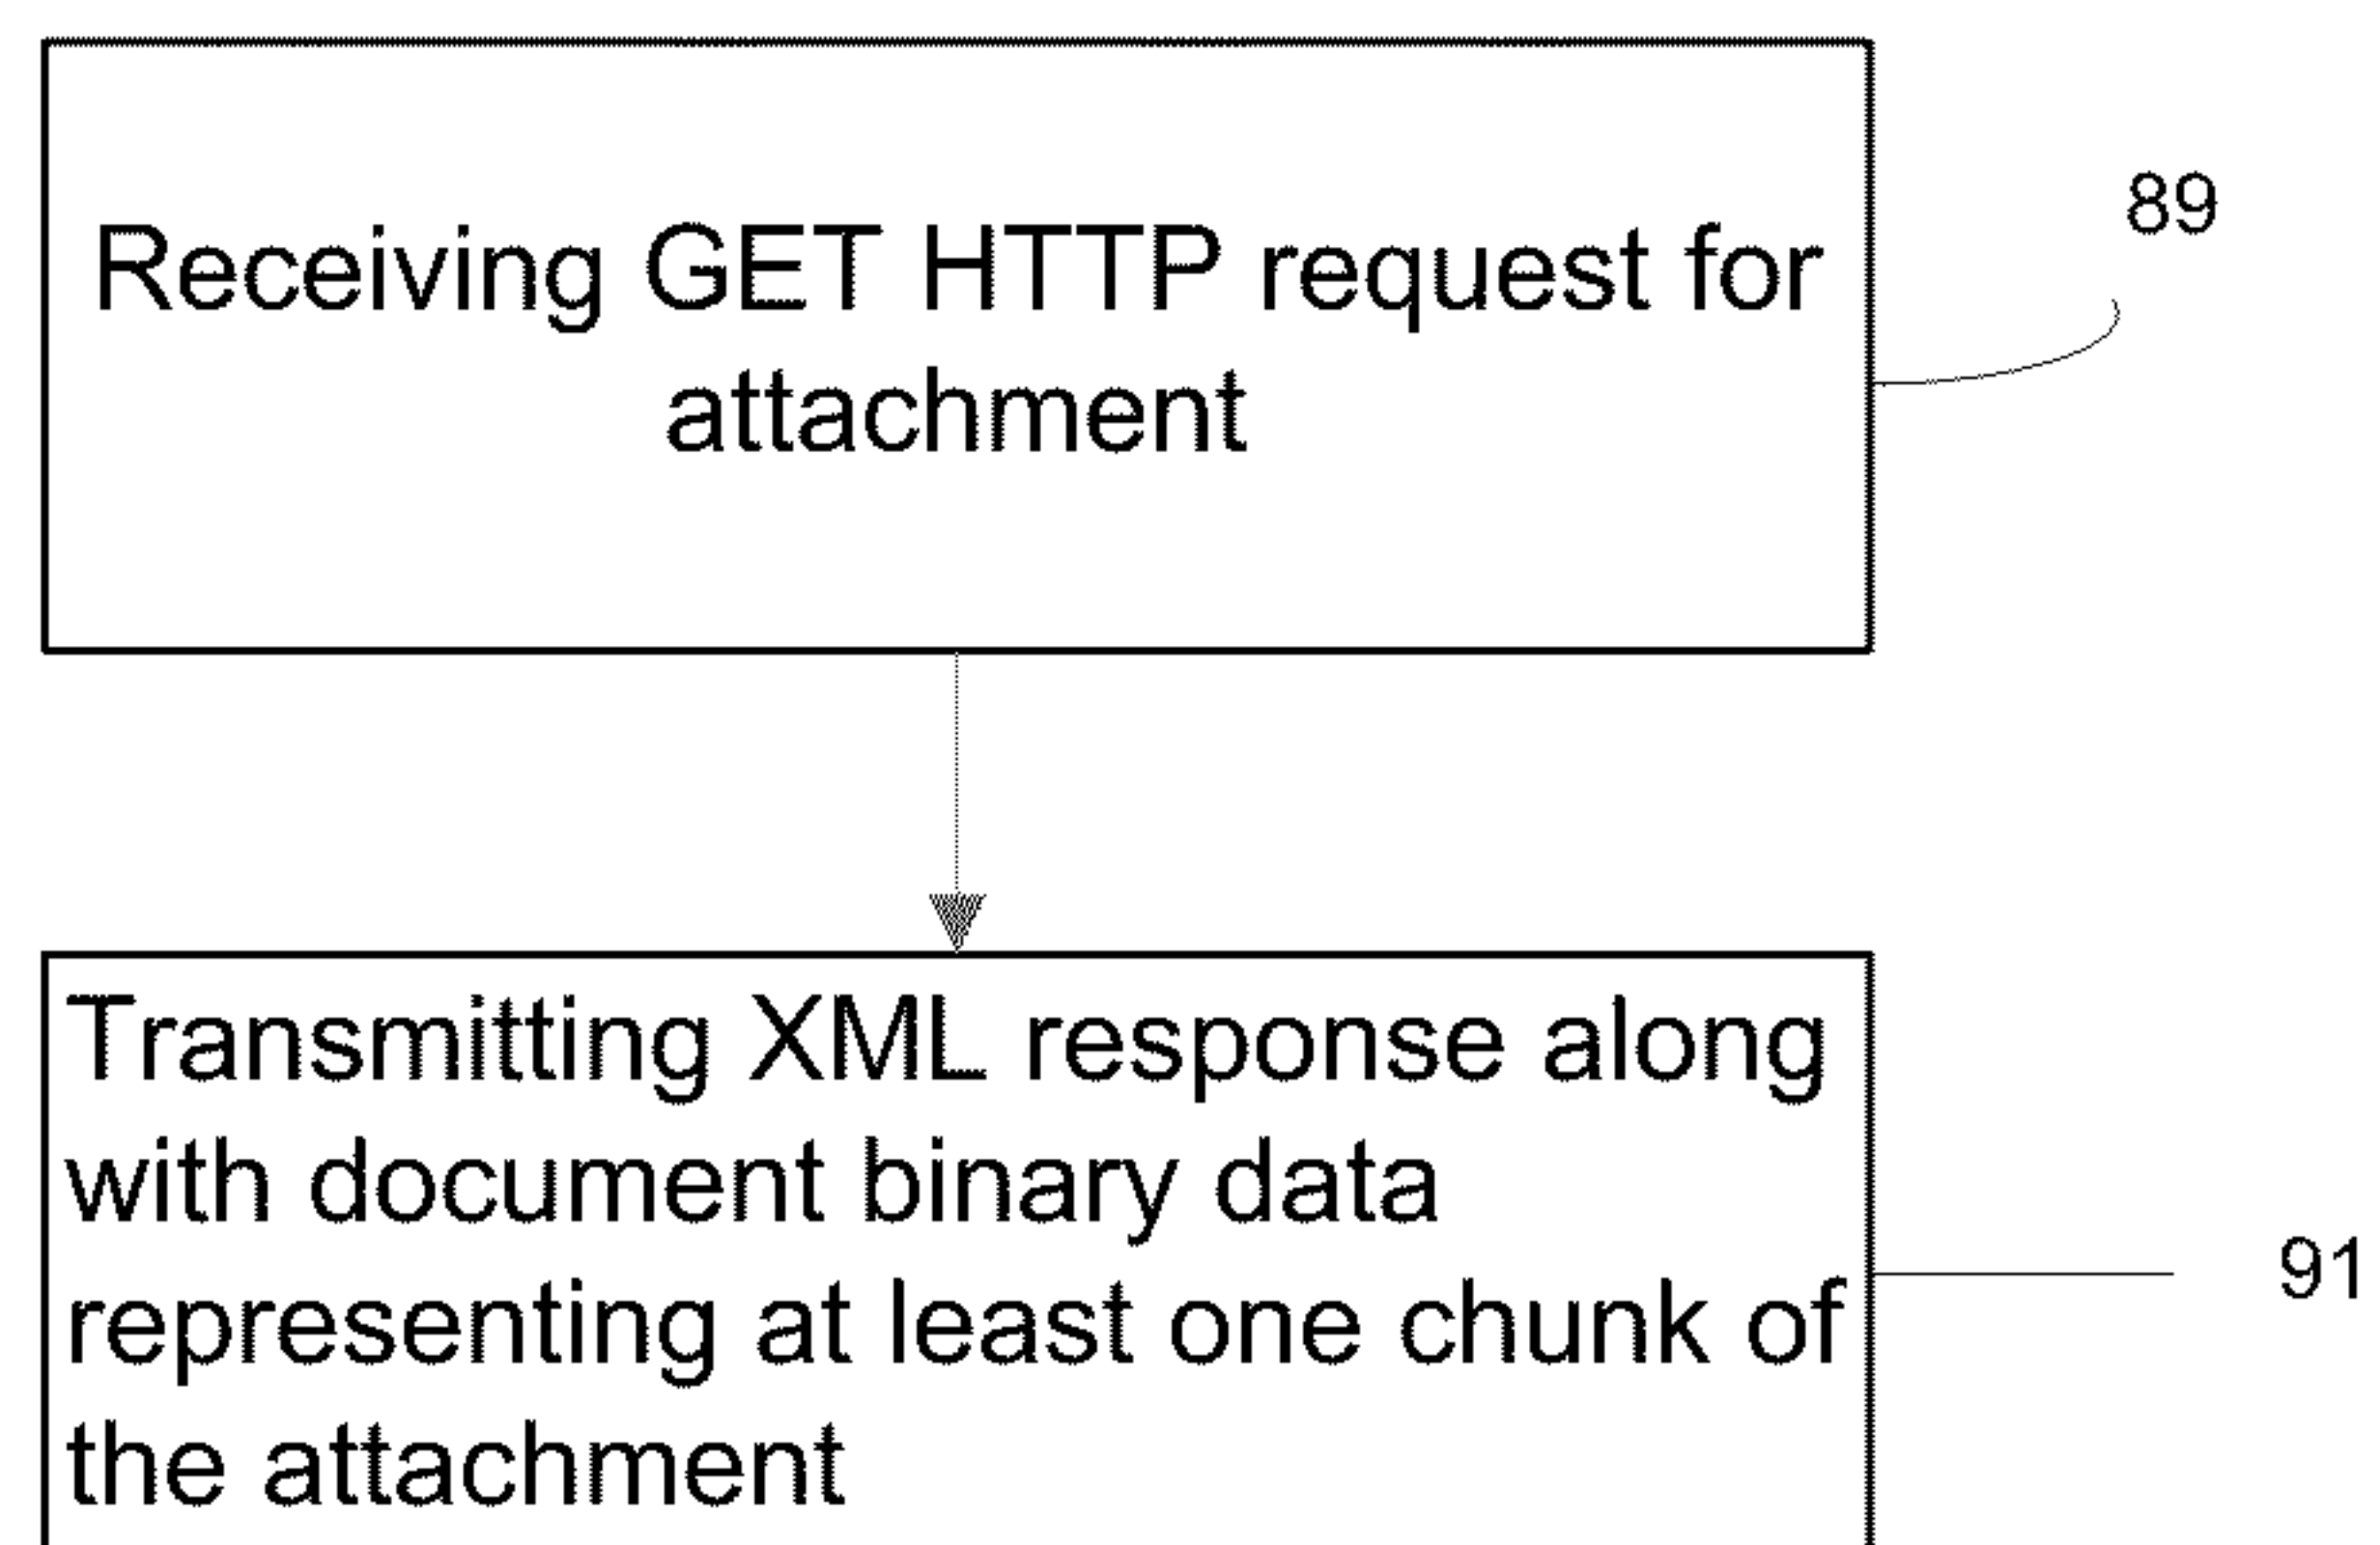 Receiving GET HTTP request for
attachment
89
Transmitting XML response along
with document binary data
representing at least one chunk of
the attachment
91